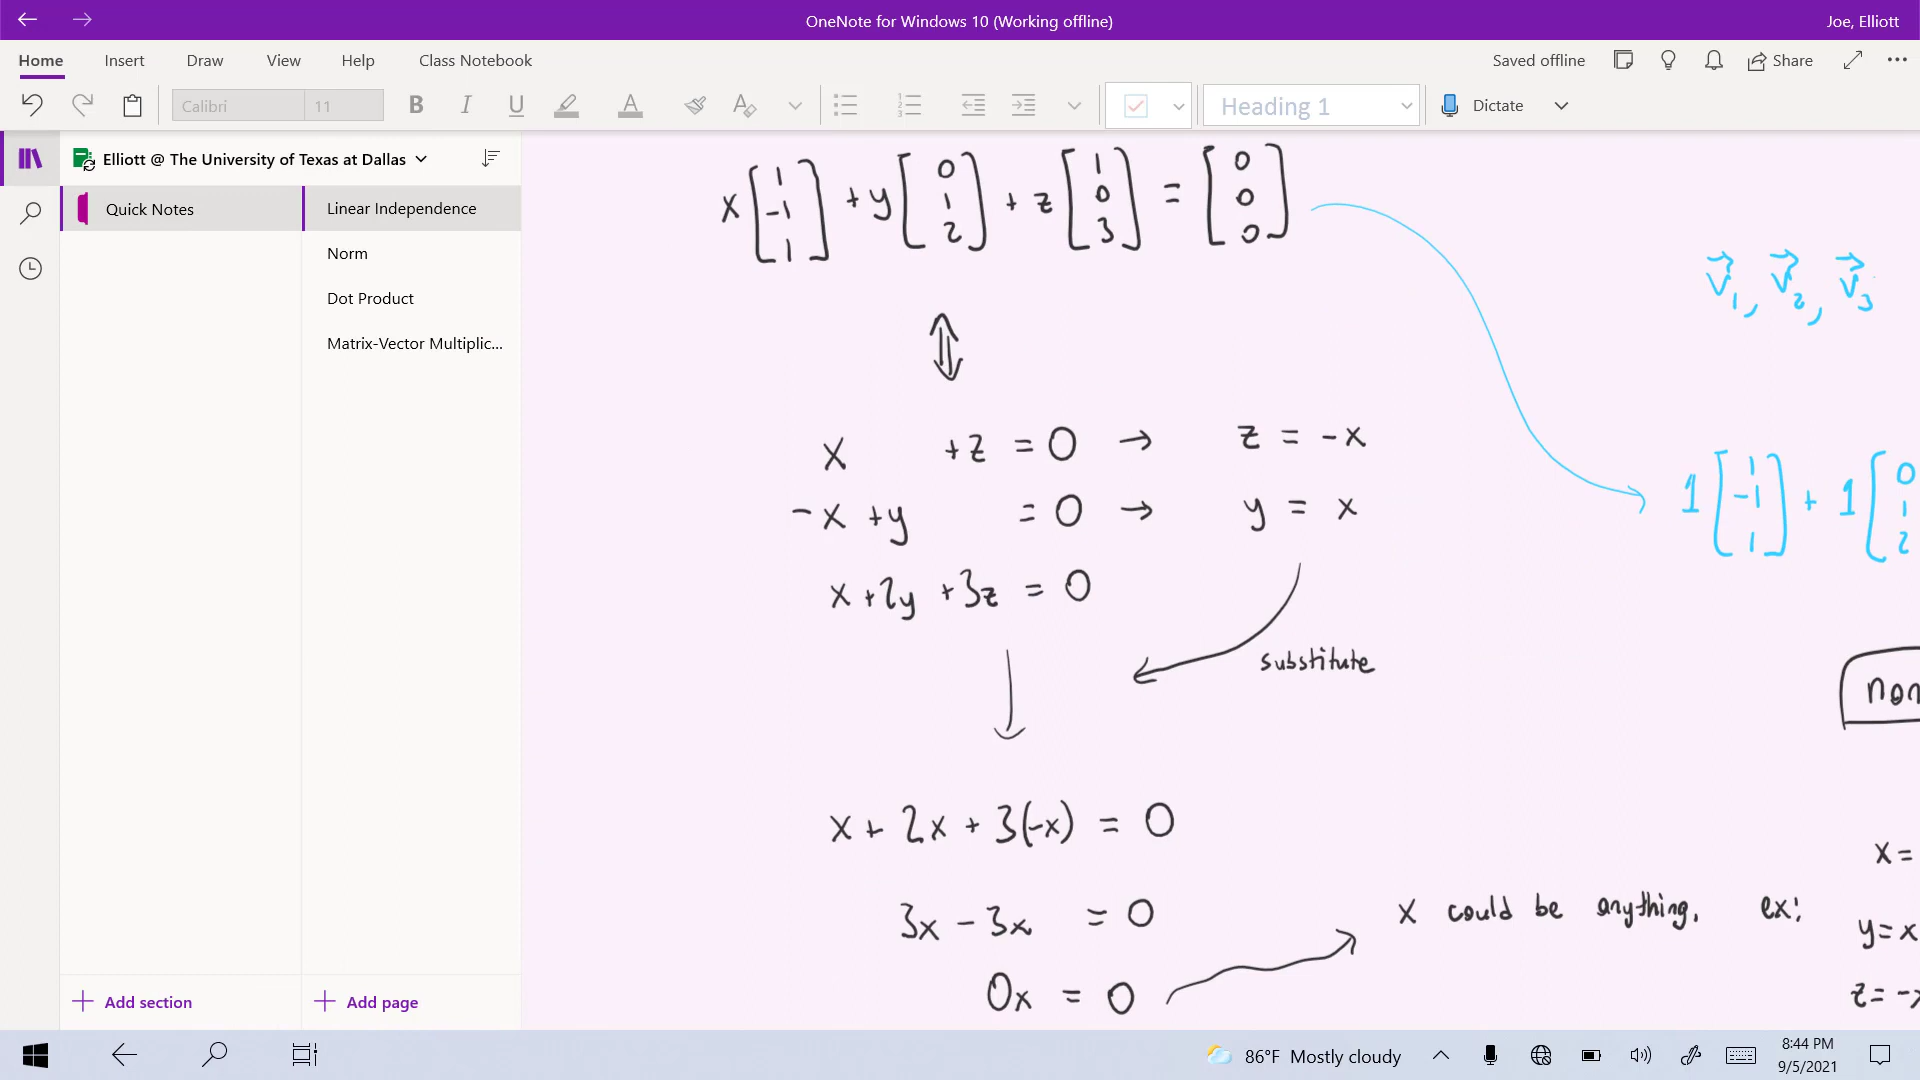 OneNote for Windows 10 (Working offline)
Joe, Elliott
Home Insert Draw View Help Class Notebook
Saved offline Share
Calibri 11 B I U A Heading 1 Dictate
Elliott @ The University of Texas at Dallas
Quick Notes
Linear Independence
Norm
Dot Product
Matrix-Vector Multiplic...
x [1 -1 1] + y [0 1 2] + z [1 0 3] = [0 0 0]
v⃗₁, v⃗₂, v⃗₃
x + z = 0 → z = -x
-x + y = 0 → y = x
x + 2y + 3z = 0
1 [1 -1 1] + 1 [0 1 2
substitute
non
x + 2x + 3(-x) = 0
3x - 3x = 0
0x = 0
x could be anything. ex:
x =
y = x
z = -x
Add section
Add page
86°F Mostly cloudy
8:44 PM
9/5/2021